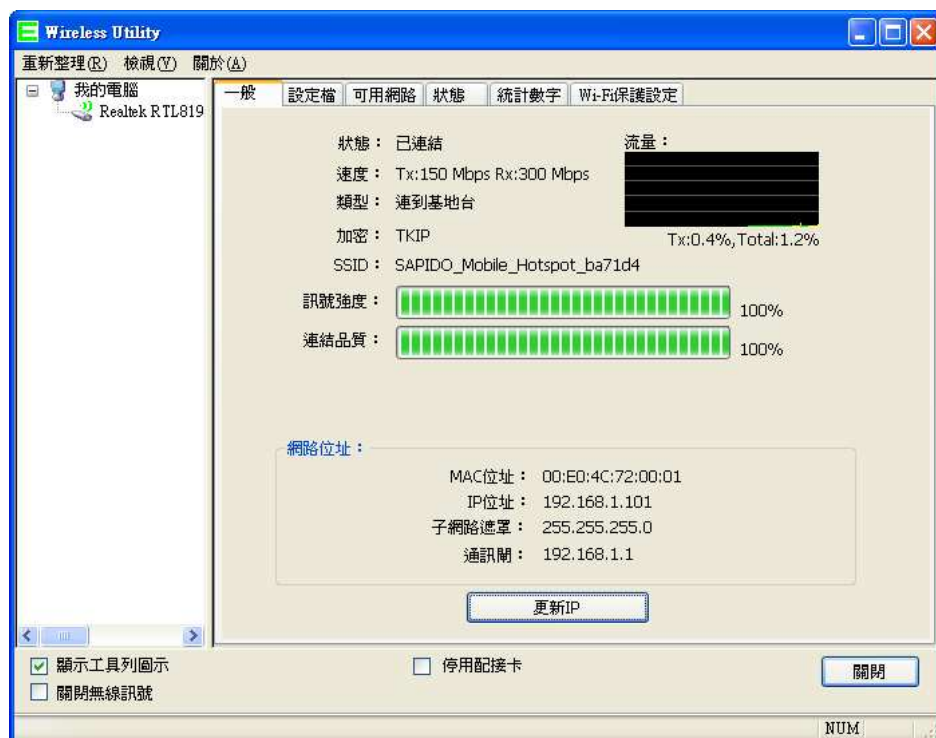 Wireless Utility
重新整理(R) 檢視(V) 關於(A)
我的電腦
Realtek RTL819
一般 設定檔 可用網路 狀態 統計數字 Wi-Fi保護設定
狀態： 已連結
流量：
速度： Tx:150 Mbps Rx:300 Mbps
類型： 連到基地台
加密： TKIP
Tx:0.4%,Total:1.2%
SSID： SAPIDO_Mobile_Hotspot_ba71d4
訊號強度： 100%
連結品質： 100%
網路位址：
MAC位址： 00:E0:4C:72:00:01
IP位址： 192.168.1.101
子網路遮罩： 255.255.255.0
通訊閘： 192.168.1.1
更新IP
顯示工具列圖示 停用配接卡 關閉
關閉無線訊號
NUM